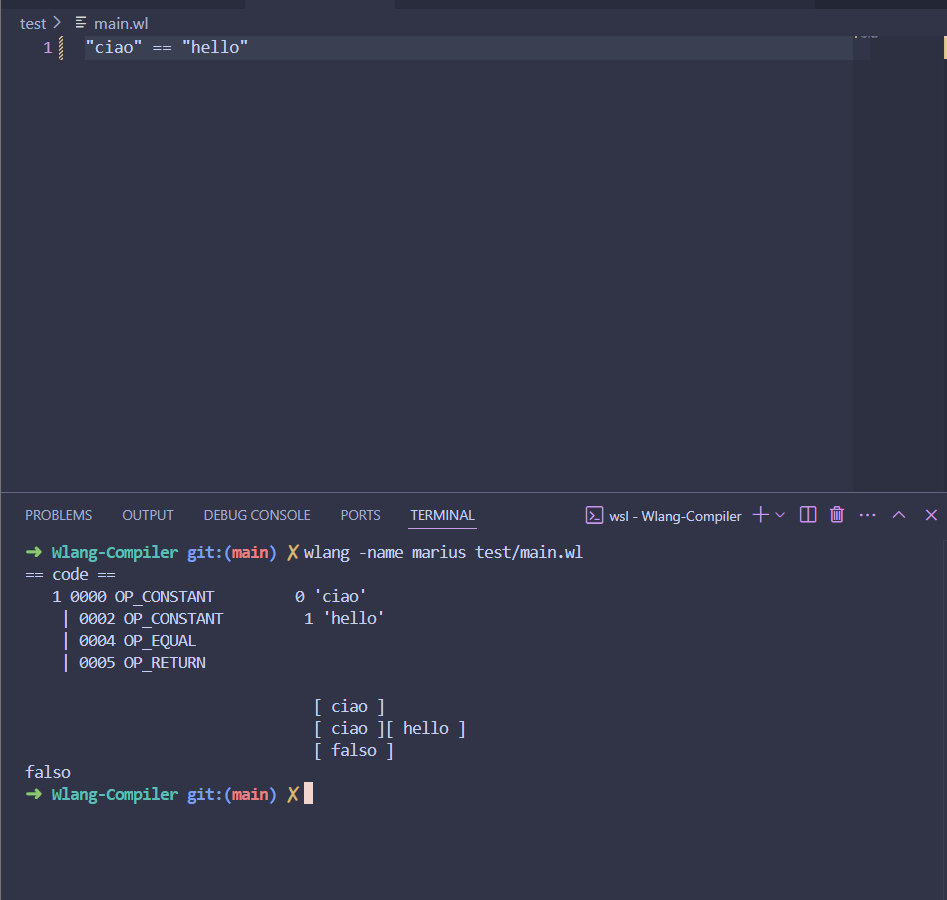 test > main.wl
1 "ciao" == "hello"
PROBLEMS OUTPUT DEBUG CONSOLE PORTS TERMINAL wsl - Wlang-Compiler
➜ Wlang-Compiler git:(main) ✗ wlang -name marius test/main.wl
== code ==
1 0000 OP_CONSTANT 0 'ciao'
| 0002 OP_CONSTANT 1 'hello'
| 0004 OP_EQUAL
| 0005 OP_RETURN
[ ciao ]
[ ciao ][ hello ]
[ falso ]
falso
➜ Wlang-Compiler git:(main) ✗